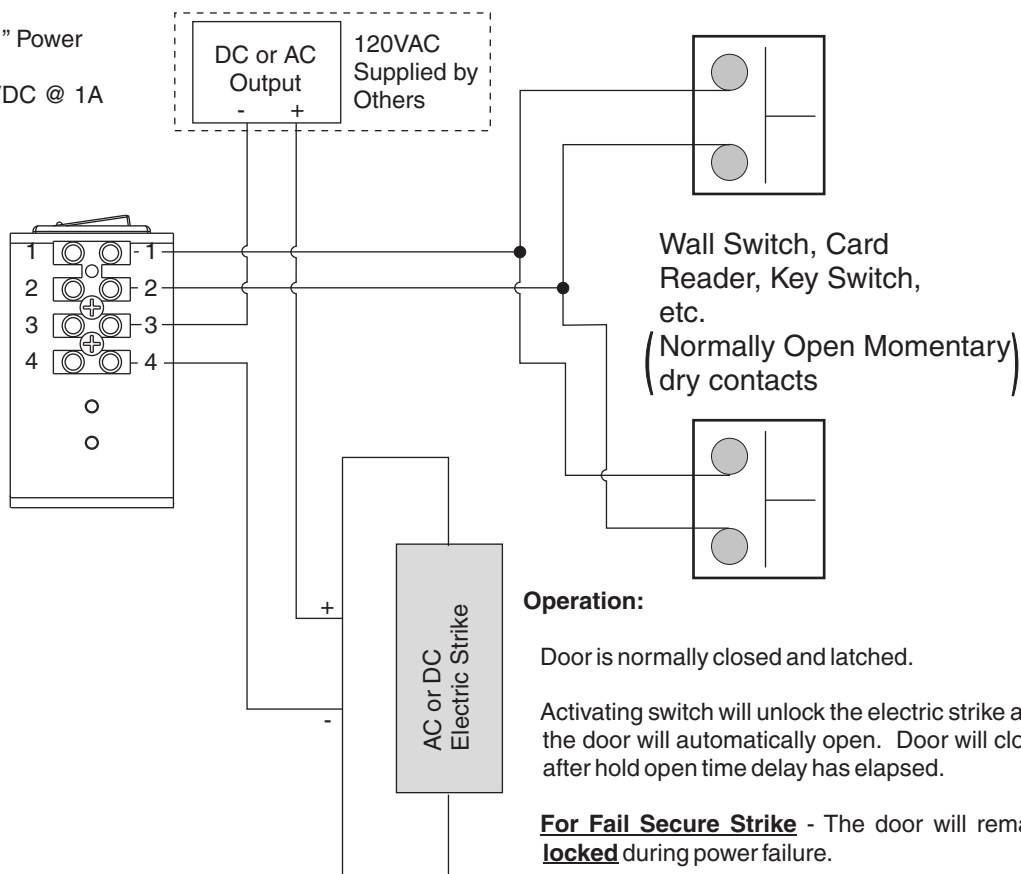 ” Power
DC @ 1A
DC or AC
Output
- +
120VAC
Supplied by
Others
1 1
2 2
3 3
4 4
Wall Switch, Card
Reader, Key Switch,
etc.
(Normally Open Momentary)
dry contacts
+
-
AC or DC
Electric Strike
Operation:
Door is normally closed and latched.
Activating switch will unlock the electric strike
the door will automatically open. Door will
after hold open time delay has elapsed.
For Fail Secure Strike - The door will
locked during power failure.